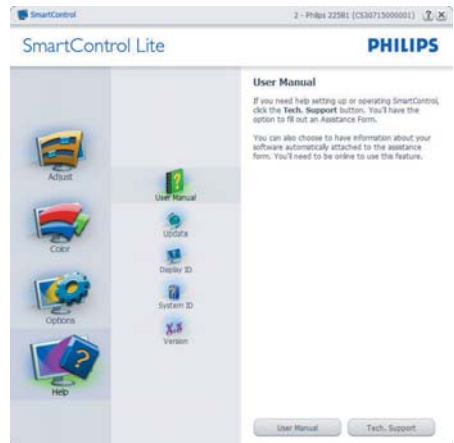 SmartControl
2 - Philips 225B1 (CS30715000001)
SmartControl Lite
PHILIPS
Adjust
Color
Options
Help
User Manual
Update
Display ID
System ID
X.X
Version
User Manual
If you need help setting up or operating SmartControl,
click the Tech. Support button. You'll have the
option to fill out an Assistance Form.
You can also choose to have information about your
software automatically attached to the assistance
form. You'll need to be online to use this feature.
User Manual
Tech. Support